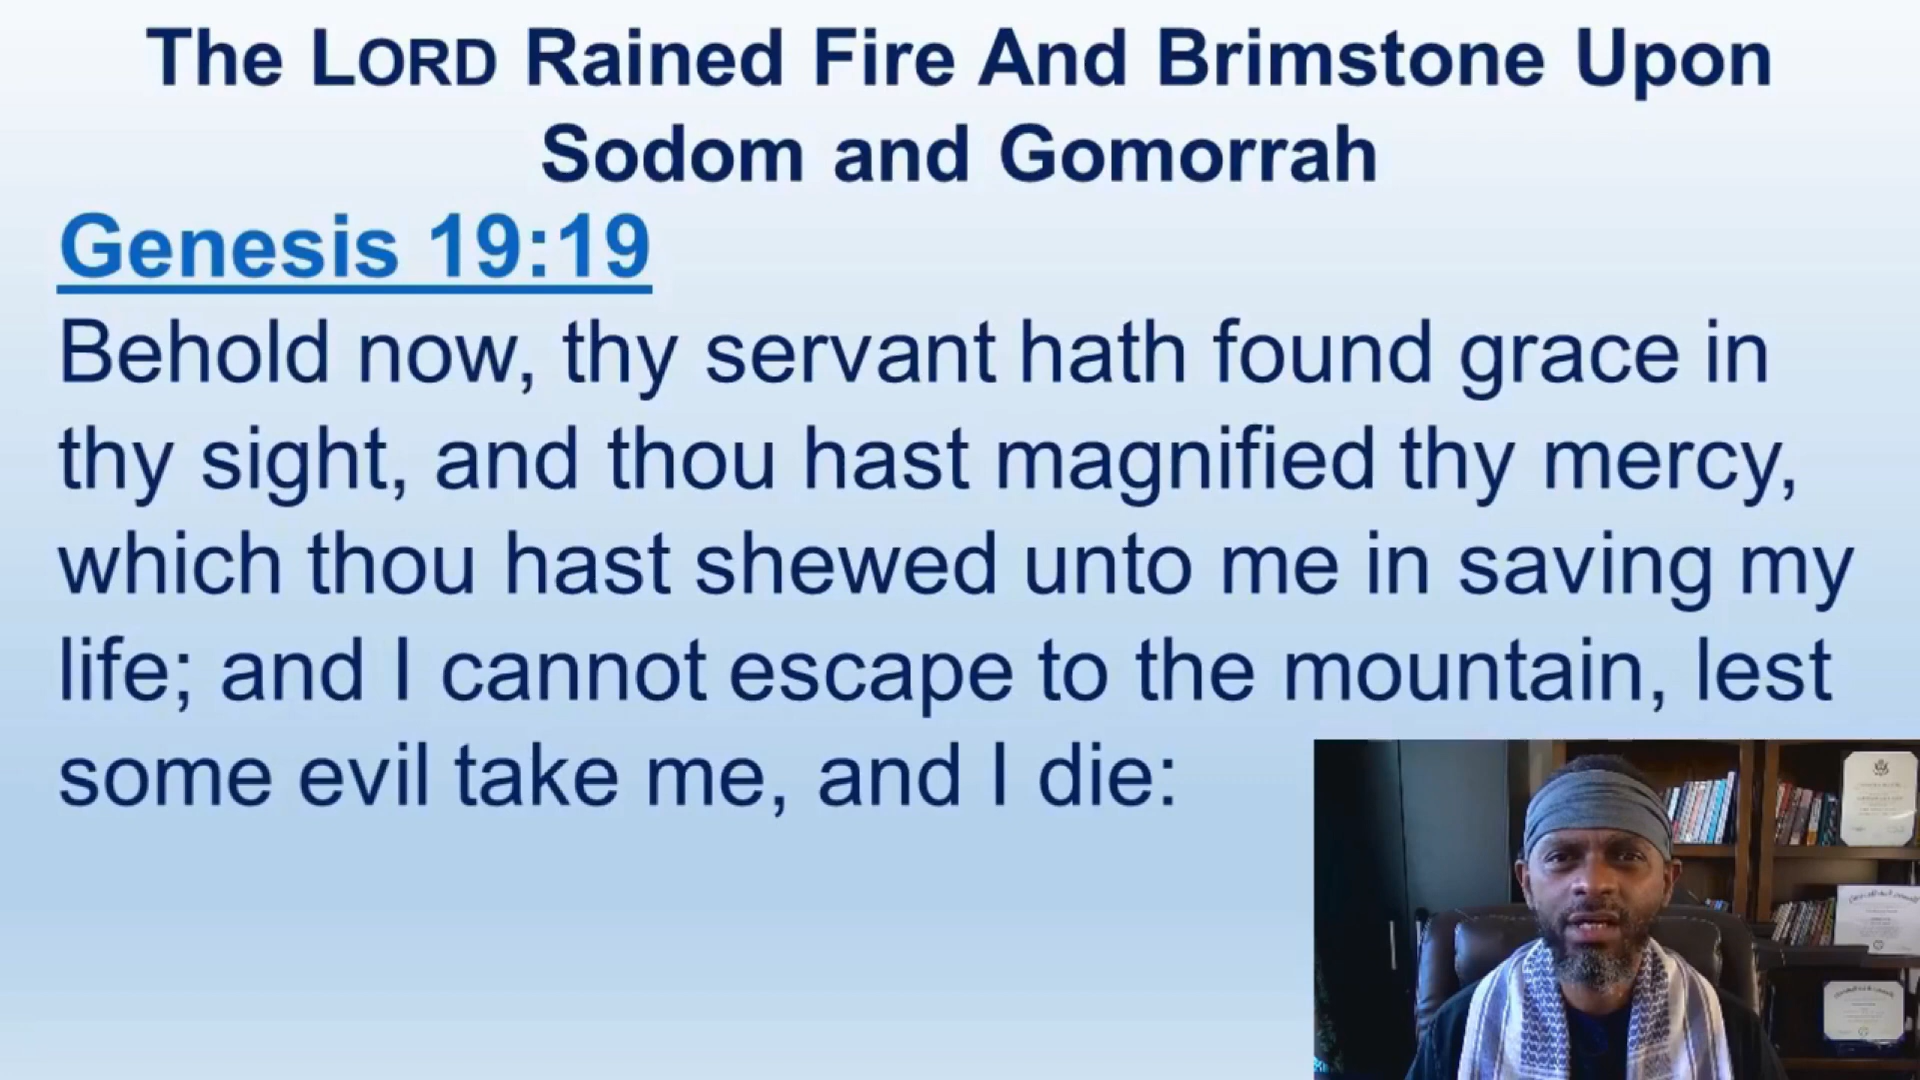 The LORD Rained Fire And Brimstone Upon
Sodom and Gomorrah
Genesis 19:19
Behold now, thy servant hath found grace in
thy sight, and thou hast magnified thy mercy,
which thou hast shewed unto me in saving my
life; and I cannot escape to the mountain, lest
some evil take me, and I die: